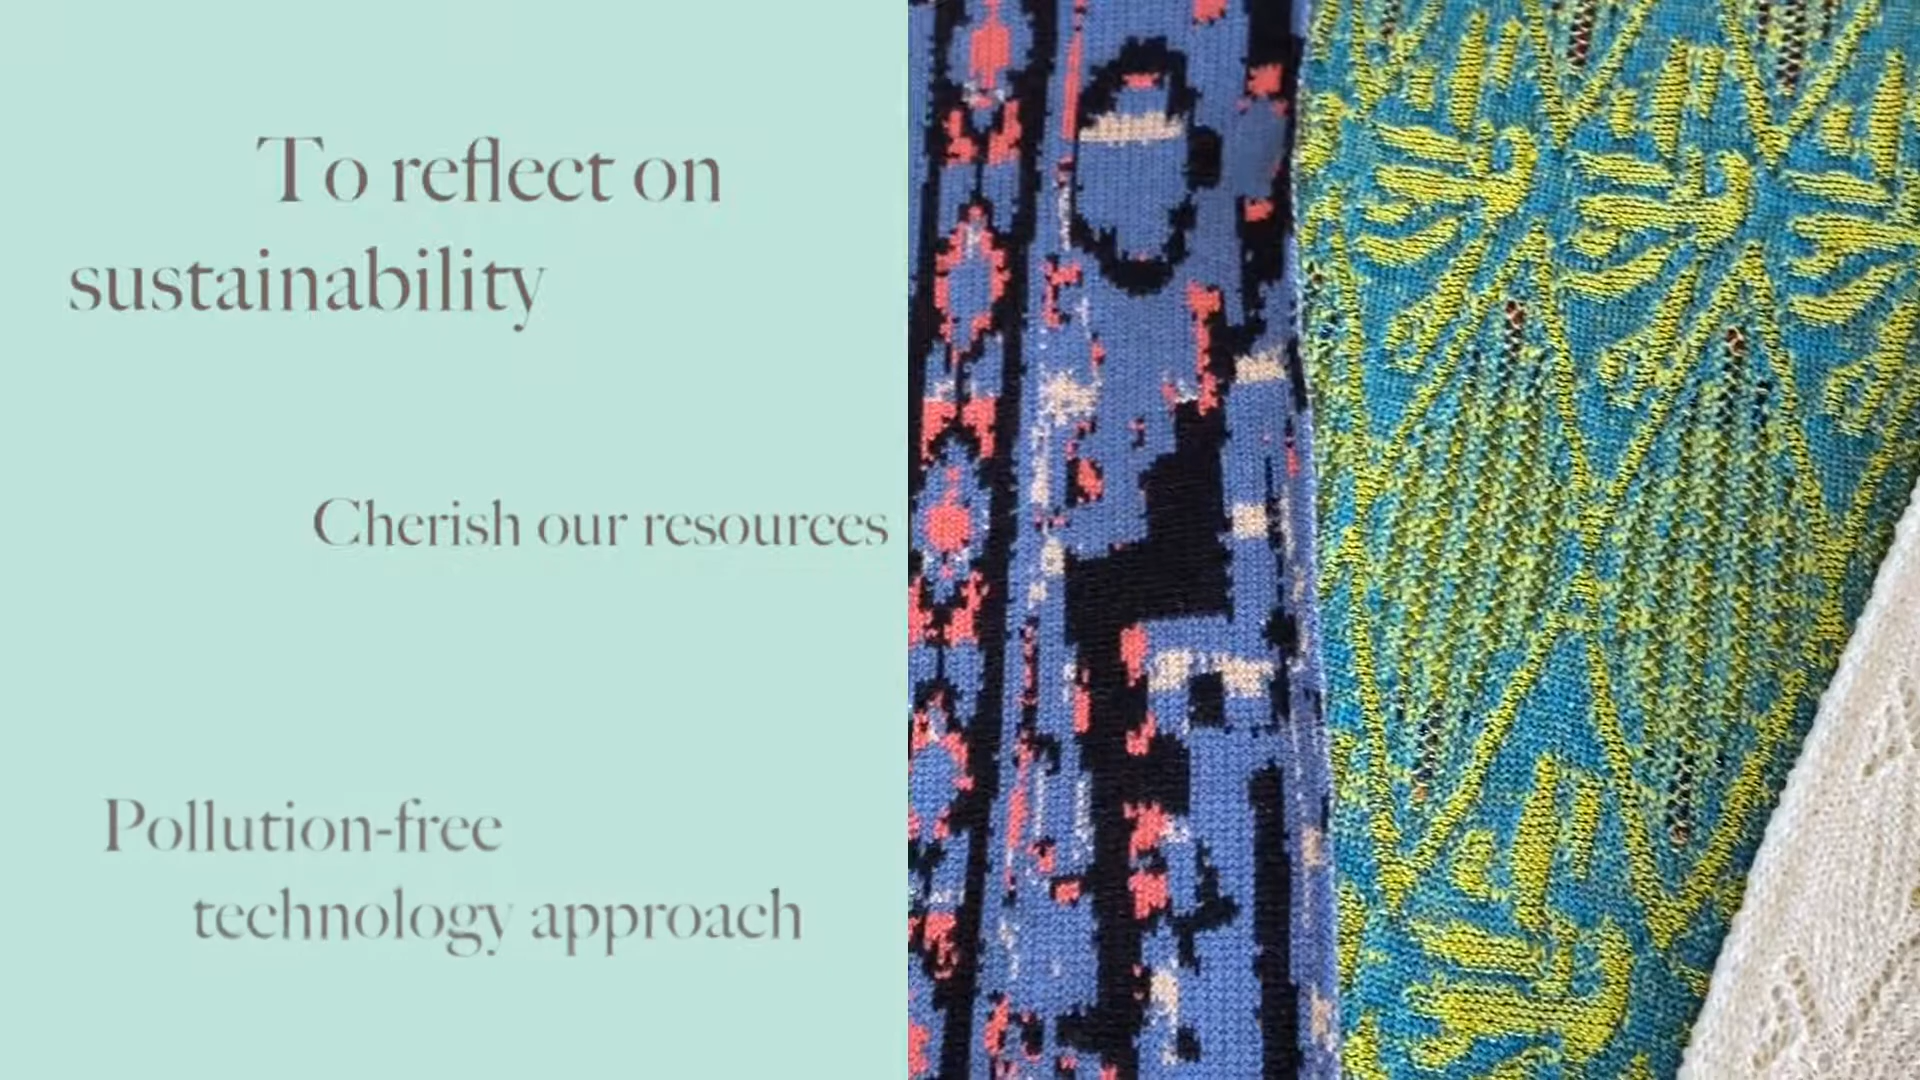 To reflect on
sustainability
Cherish our resources
Pollution-free
technology approach